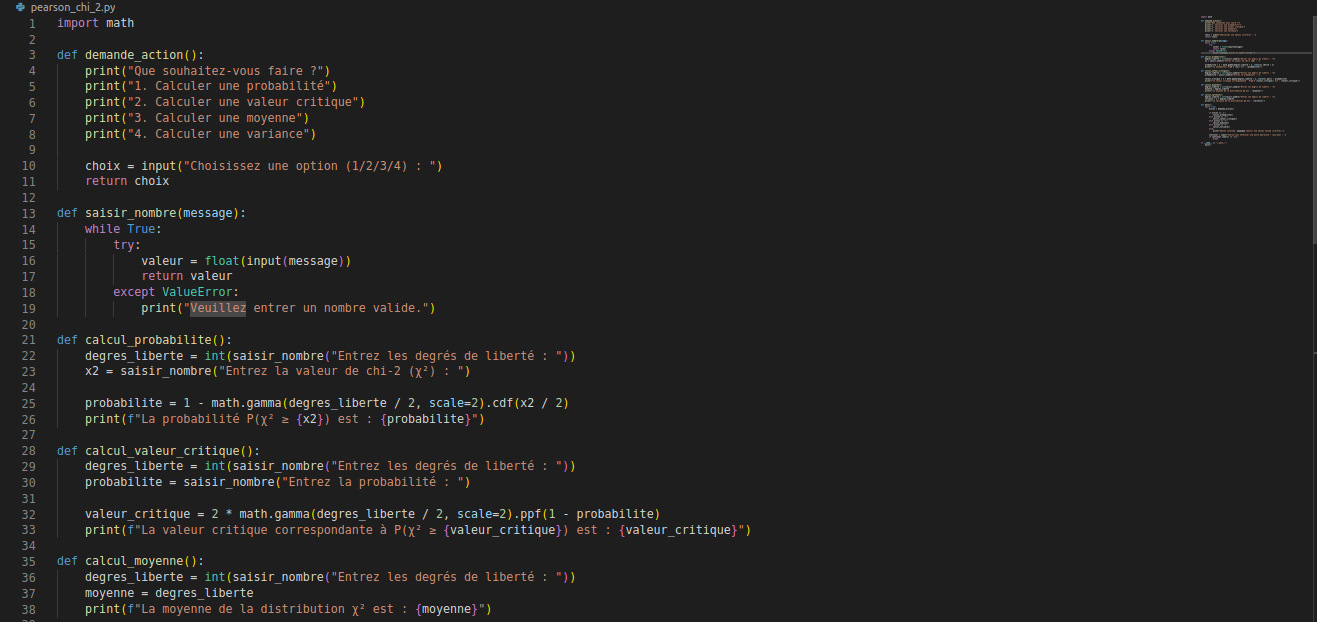 pearson_chi_2.py
1 import math
2
3 def demande_action():
4 print("Que souhaitez-vous faire ?")
5 print("1. Calculer une probabilité")
6 print("2. Calculer une valeur critique")
7 print("3. Calculer une moyenne")
8 print("4. Calculer une variance")
9
10 choix = input("Choisissez une option (1/2/3/4) : ")
11 return choix
12
13 def saisir_nombre(message):
14 while True:
15 try:
16 valeur = float(input(message))
17 return valeur
18 except ValueError:
19 print("Veuillez entrer un nombre valide.")
20
21 def calcul_probabilite():
22 degres_liberte = int(saisir_nombre("Entrez les degrés de liberté : "))
23 x2 = saisir_nombre("Entrez la valeur de chi-2 (χ²) : ")
24
25 probabilite = 1 - math.gamma(degres_liberte / 2, scale=2).cdf(x2 / 2)
26 print(f"La probabilité P(χ² ≥ {x2}) est : {probabilite}")
27
28 def calcul_valeur_critique():
29 degres_liberte = int(saisir_nombre("Entrez les degrés de liberté : "))
30 probabilite = saisir_nombre("Entrez la probabilité : ")
31
32 valeur_critique = 2 * math.gamma(degres_liberte / 2, scale=2).ppf(1 - probabilite)
33 print(f"La valeur critique correspondante à P(χ² ≥ {valeur_critique}) est : {valeur_critique}")
34
35 def calcul_moyenne():
36 degres_liberte = int(saisir_nombre("Entrez les degrés de liberté : "))
37 moyenne = degres_liberte
38 print(f"La moyenne de la distribution χ² est : {moyenne}")